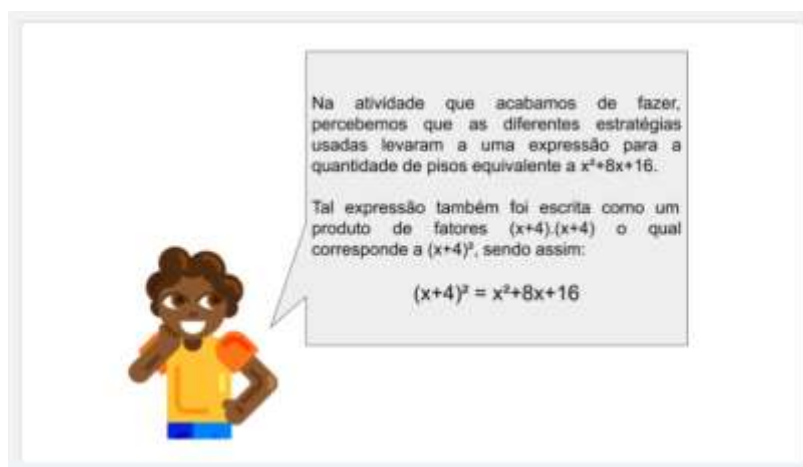 Na atividade que acabamos de fazer,
percebemos que as diferentes estratégias
usadas levaram a uma expressão para a
quantidade de pisos equivalente a x²+8x+16.
Tal expressão também foi escrita como um
produto de fatores (x+4).(x+4) o qual
corresponde a (x+4)², sendo assim:
(x+4)² = x²+8x+16